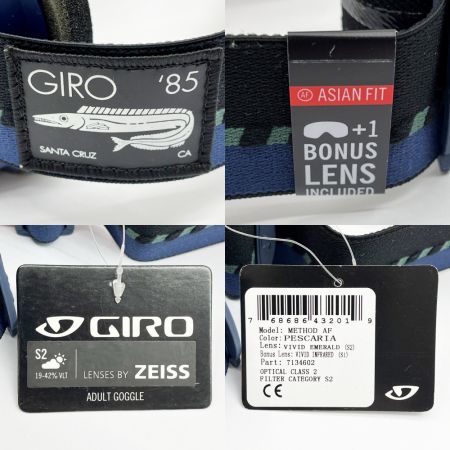 GIRO '85
SANTA CRUZ CA
AF ASIAN FIT
+1
BONUS
LENS
INCLUDED
GIRO
S2
19-42% VLT
LENSES BY ZEISS
ADULT GOGGLE
7 68686 43201 9
Model: METHOD AF
Color: PESCARIA
Lens: VIVID EMERALD (S2)
Bonus Lens: VIVID INFRARED (S1)
Part: 7134602
OPTICAL CLASS 2
FILTER CATEGORY S2
CE